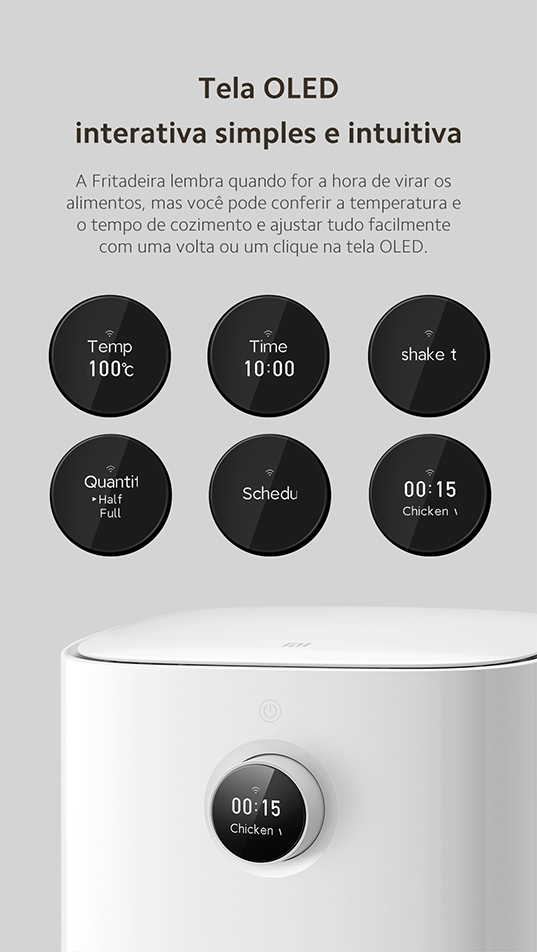 Tela OLED
interativa simples e intuitiva
A Fritadeira lembra quando for a hora de virar os
alimentos, mas você pode conferir a temperatura e
o tempo de cozimento e ajustar tudo facilmente
com uma volta ou um clique na tela OLED.
Temp
100℃
Time
10:00
shake t
Quanti
▸Half
Full
Schedu
00:15
Chicken
mi
00:15
Chicken